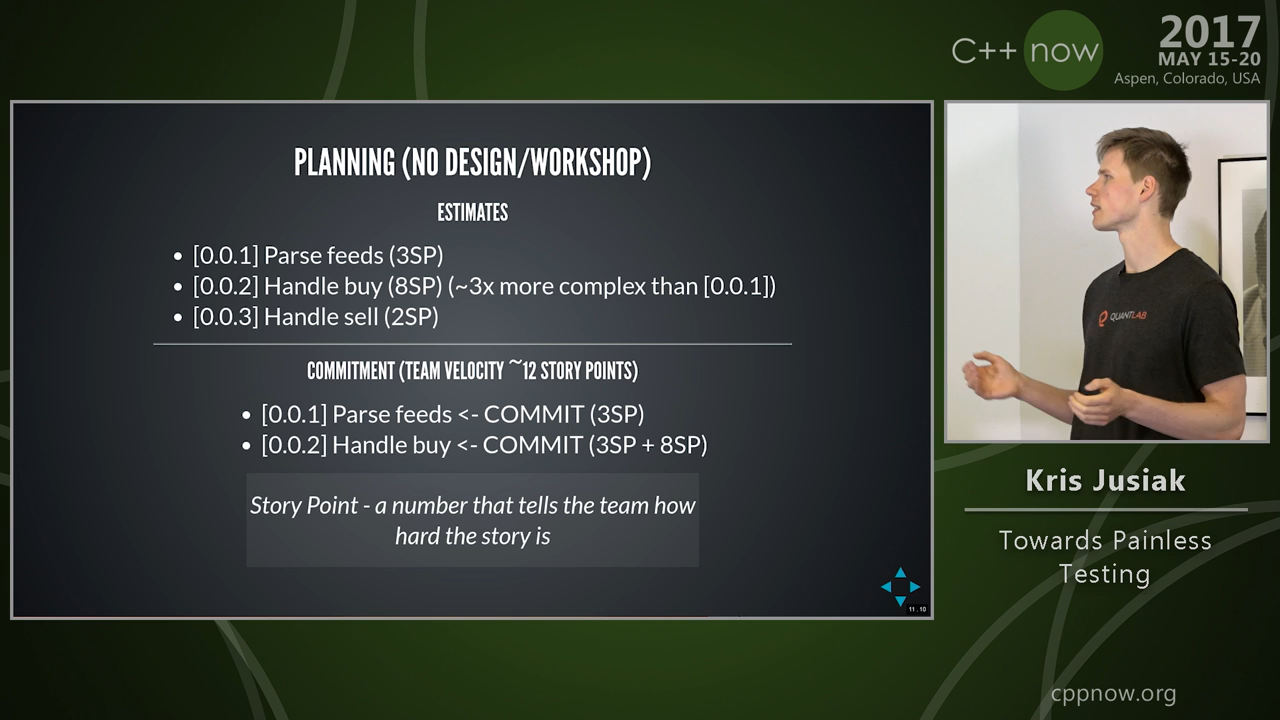 C++ now
2017
MAY 15-20
Aspen, Colorado, USA
PLANNING (NO DESIGN/WORKSHOP)
ESTIMATES
• [0.0.1] Parse feeds (3SP)
• [0.0.2] Handle buy (8SP) (~3x more complex than [0.0.1])
• [0.0.3] Handle sell (2SP)
COMMITMENT (TEAM VELOCITY ~12 STORY POINTS)
• [0.0.1] Parse feeds <- COMMIT (3SP)
• [0.0.2] Handle buy <- COMMIT (3SP + 8SP)
Story Point - a number that tells the team how
hard the story is
11.10
QUANTLAB
Kris Jusiak
Towards Painless
Testing
cppnow.org